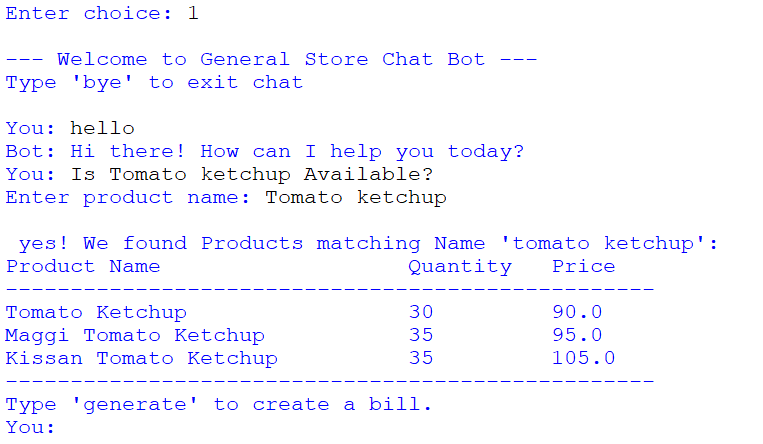 Enter choice: 1
--- Welcome to General Store Chat Bot ---
Type 'bye' to exit chat
You: hello
Bot: Hi there! How can I help you today?
You: Is Tomato ketchup Available?
Enter product name: Tomato ketchup
yes! We found Products matching Name 'tomato ketchup':
Product Name Quantity Price
--------------------------------------------------
Tomato Ketchup 30 90.0
Maggi Tomato Ketchup 35 95.0
Kissan Tomato Ketchup 35 105.0
--------------------------------------------------
Type 'generate' to create a bill.
You: